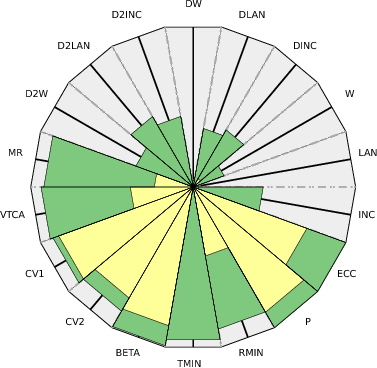 DW
D2INC
DLAN
D2LAN
DINC
D2W
W
MR
LAN
VTCA
INC
CV1
ECC
CV2
P
BETA
RMIN
TMIN